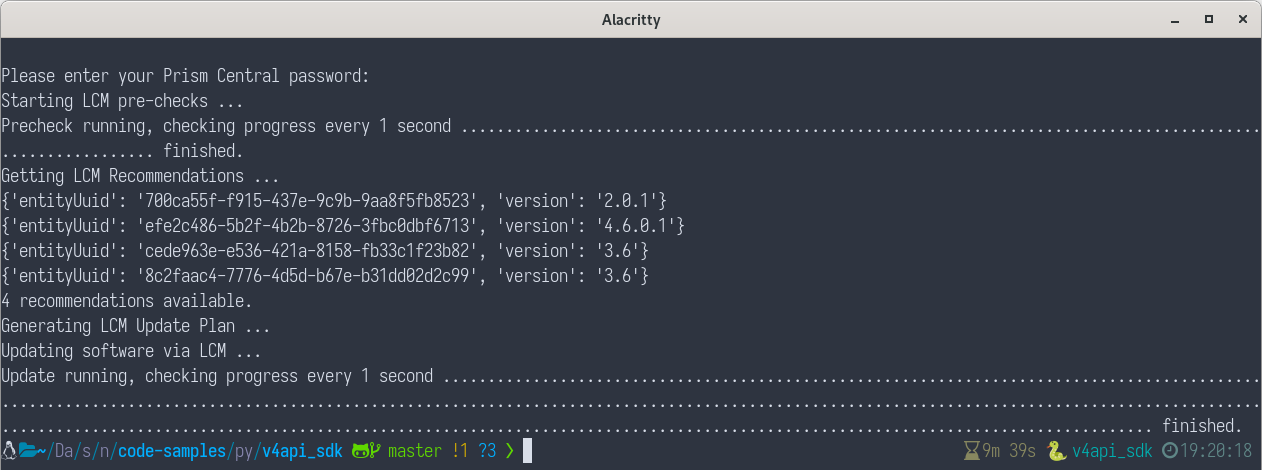 Alacritty
Please enter your Prism Central password:
Starting LCM pre-checks ...
Precheck running, checking progress every 1 second .........................................................................................
................. finished.
Getting LCM Recommendations ...
{'entityUuid': '700ca55f-f915-437e-9c9b-9aa8f5fb8523', 'version': '2.0.1'}
{'entityUuid': 'efe2c486-5b2f-4b2b-8726-3fbc0dbf6713', 'version': '4.6.0.1'}
{'entityUuid': 'cede963e-e536-421a-8158-fb33c1f23b82', 'version': '3.6'}
{'entityUuid': '8c2faac4-7776-4d5d-b67e-b31dd02d2c99', 'version': '3.6'}
4 recommendations available.
Generating LCM Update Plan ...
Updating software via LCM ...
Update running, checking progress every 1 second ...........................................................................................
............................................................................................................................................
................................................................................................................................ finished.
~/Da/s/n/code-samples/py/v4api_sdk master !1 ?3 ❯ 9m 39s v4api_sdk 19:20:18